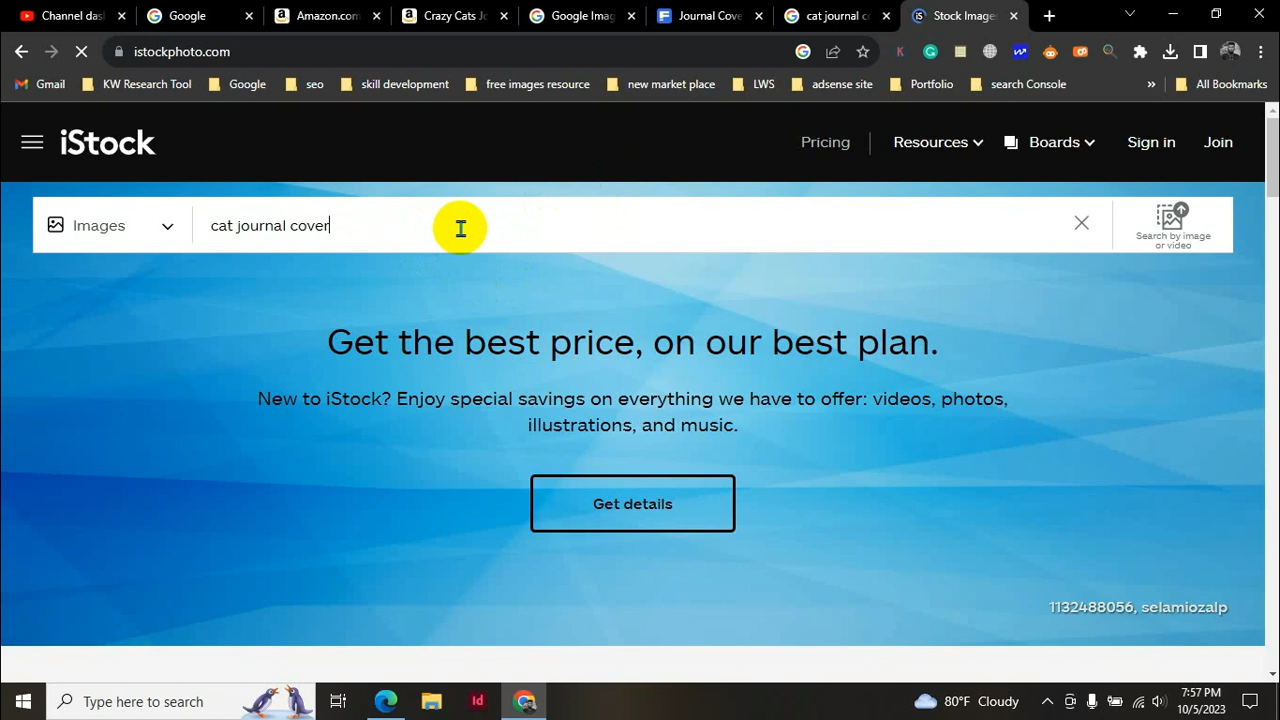 Channel das
Google
Amazon.com
Crazy Cats Jo
Google Imag
Journal Cove
cat journal co
Stock Images
istockphoto.com
Gmail
KW Research Tool
Google
seo
skill development
free images resource
new market place
LWS
adsense site
Portfolio
search Console
»
All Bookmarks
iStock
Pricing
Resources
Boards
Sign in
Join
Images
cat journal cover
Search by image
or video
Get the best price, on our best plan.
New to iStock? Enjoy special savings on everything we have to offer: videos, photos,
illustrations, and music.
Get details
1132488056, selamiozalp
Type here to search
Id
80°F Cloudy
7:57 PM
10/5/2023